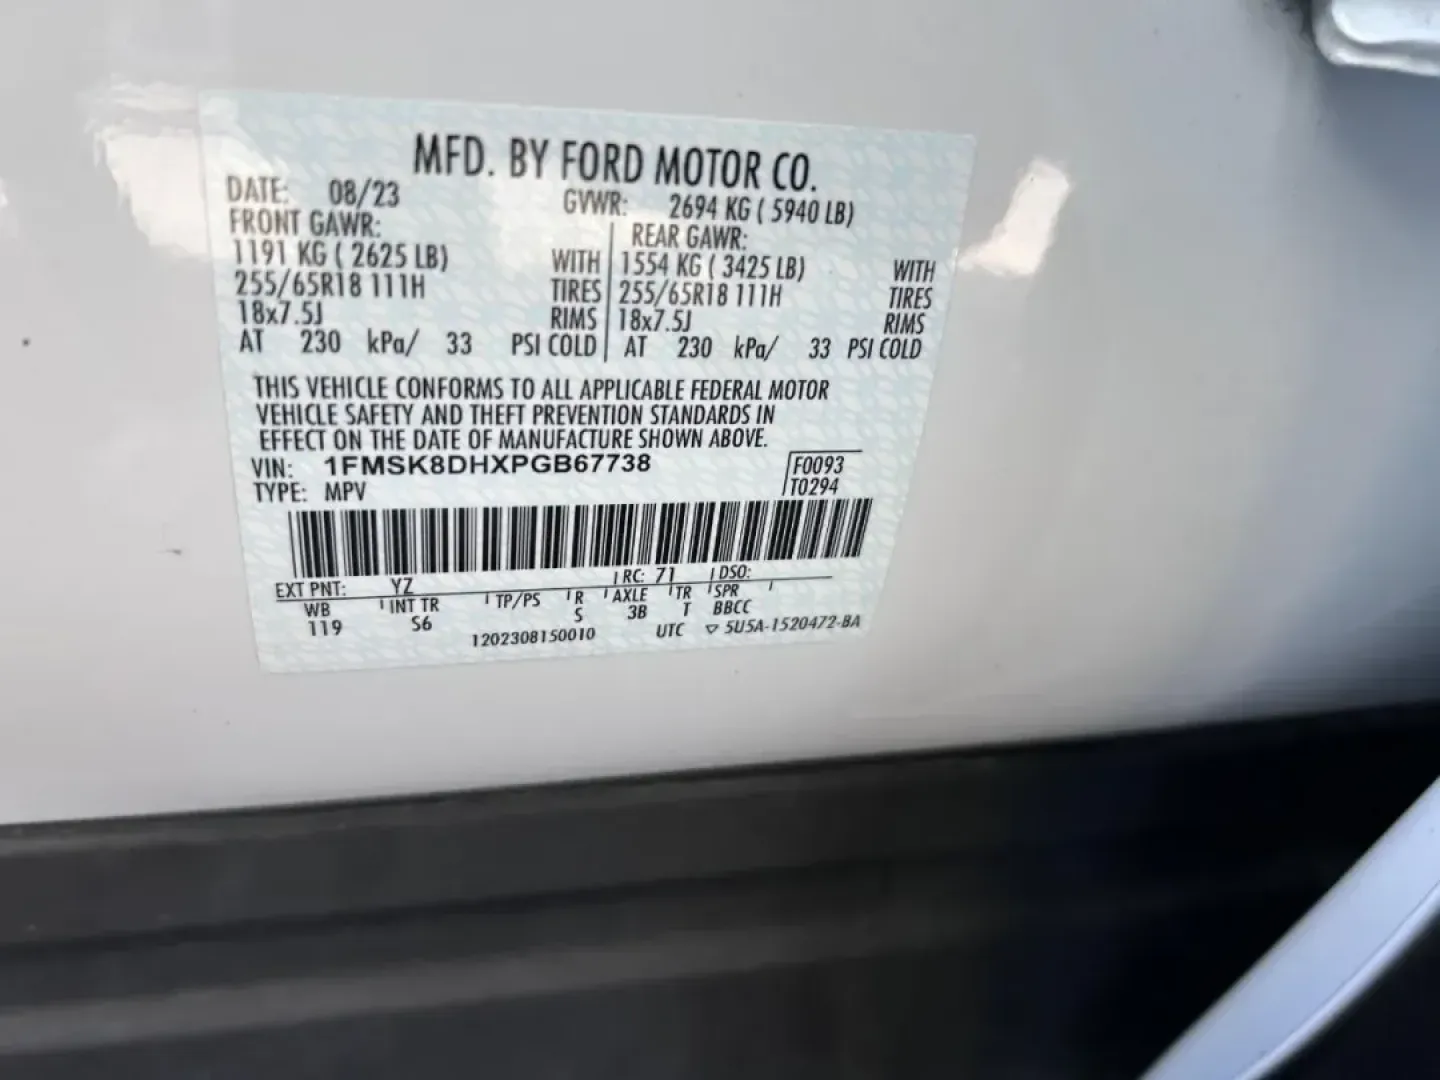 MFD. BY FORD MOTOR CO.
DATE: 08/23 GVWR: 2694 KG ( 5940 LB)
FRONT GAWR: REAR GAWR:
1191 KG ( 2625 LB) WITH 1554 KG ( 3425 LB) WITH
255/65R18 111H TIRES 255/65R18 111H TIRES
18x7.5J RIMS 18x7.5J RIMS
AT 230 kPa/ 33 PSI COLD AT 230 kPa/ 33 PSI COLD
THIS VEHICLE CONFORMS TO ALL APPLICABLE FEDERAL MOTOR
VEHICLE SAFETY AND THEFT PREVENTION STANDARDS IN
EFFECT ON THE DATE OF MANUFACTURE SHOWN ABOVE.
VIN: 1FMSK8DHXPGB67738 F0093
TYPE: MPV T0294
EXT PNT: YZ RC: 71 DSO:
WB INT TR TP/PS R AXLE TR SPR
119 S6 S 3B T BBCC
1202308150010 UTC ▽ 5U5A-1520472-BA